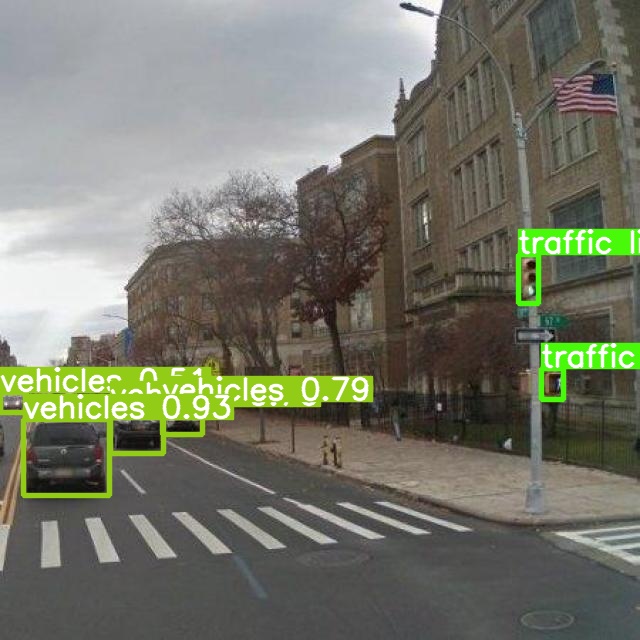 traffic li
traffic
vehicles 0.51
vehicles 0.79
vehicles 0.93